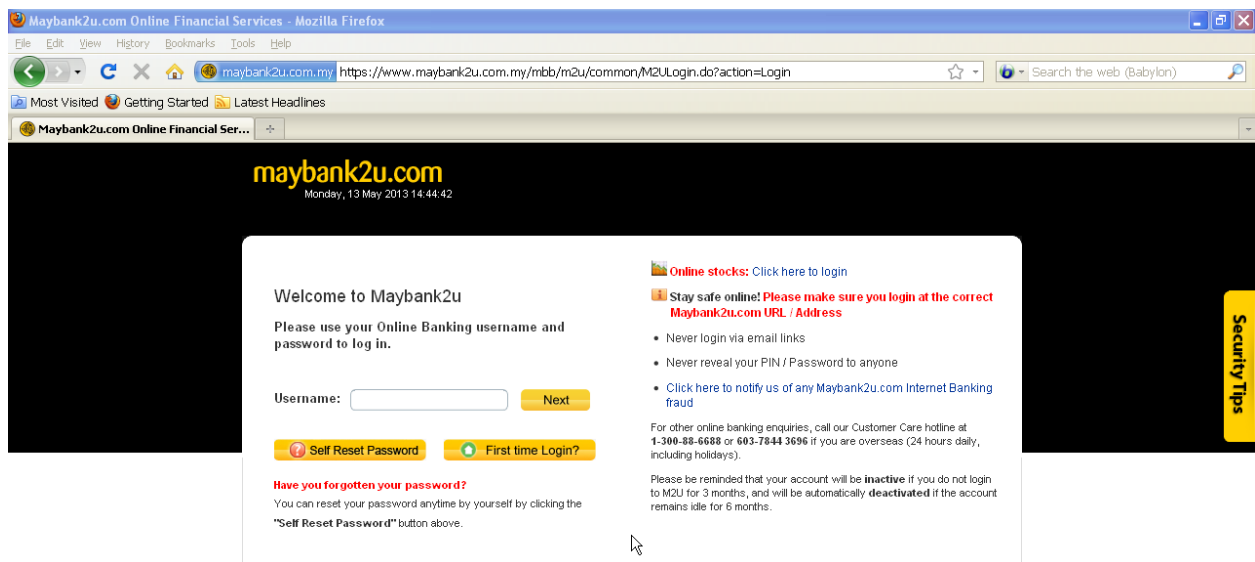 Maybank2u.com Online Financial Services - Mozilla Firefox
File Edit View History Bookmarks Tools Help
maybank2u.com.my https://www.maybank2u.com.my/mbb/m2u/common/M2ULogin.do?action=Login Search the web (Babylon)
Most Visited Getting Started Latest Headlines
Maybank2u.com Online Financial Ser...
maybank2u.com
Monday, 13 May 2013 14:44:42
Welcome to Maybank2u
Please use your Online Banking username and
password to log in.
Username: Next
Self Reset Password First time Login?
Have you forgotten your password?
You can reset your password anytime by yourself by clicking the
"Self Reset Password" button above.
Online stocks: Click here to login
Stay safe online! Please make sure you login at the correct
Maybank2u.com URL / Address
• Never login via email links
• Never reveal your PIN / Password to anyone
• Click here to notify us of any Maybank2u.com Internet Banking
fraud
For other online banking enquiries, call our Customer Care hotline at
1-300-88-6688 or 603-7844 3696 if you are overseas (24 hours daily,
including holidays).
Please be reminded that your account will be inactive if you do not login
to M2U for 3 months, and will be automatically deactivated if the account
remains idle for 6 months.
Security Tips